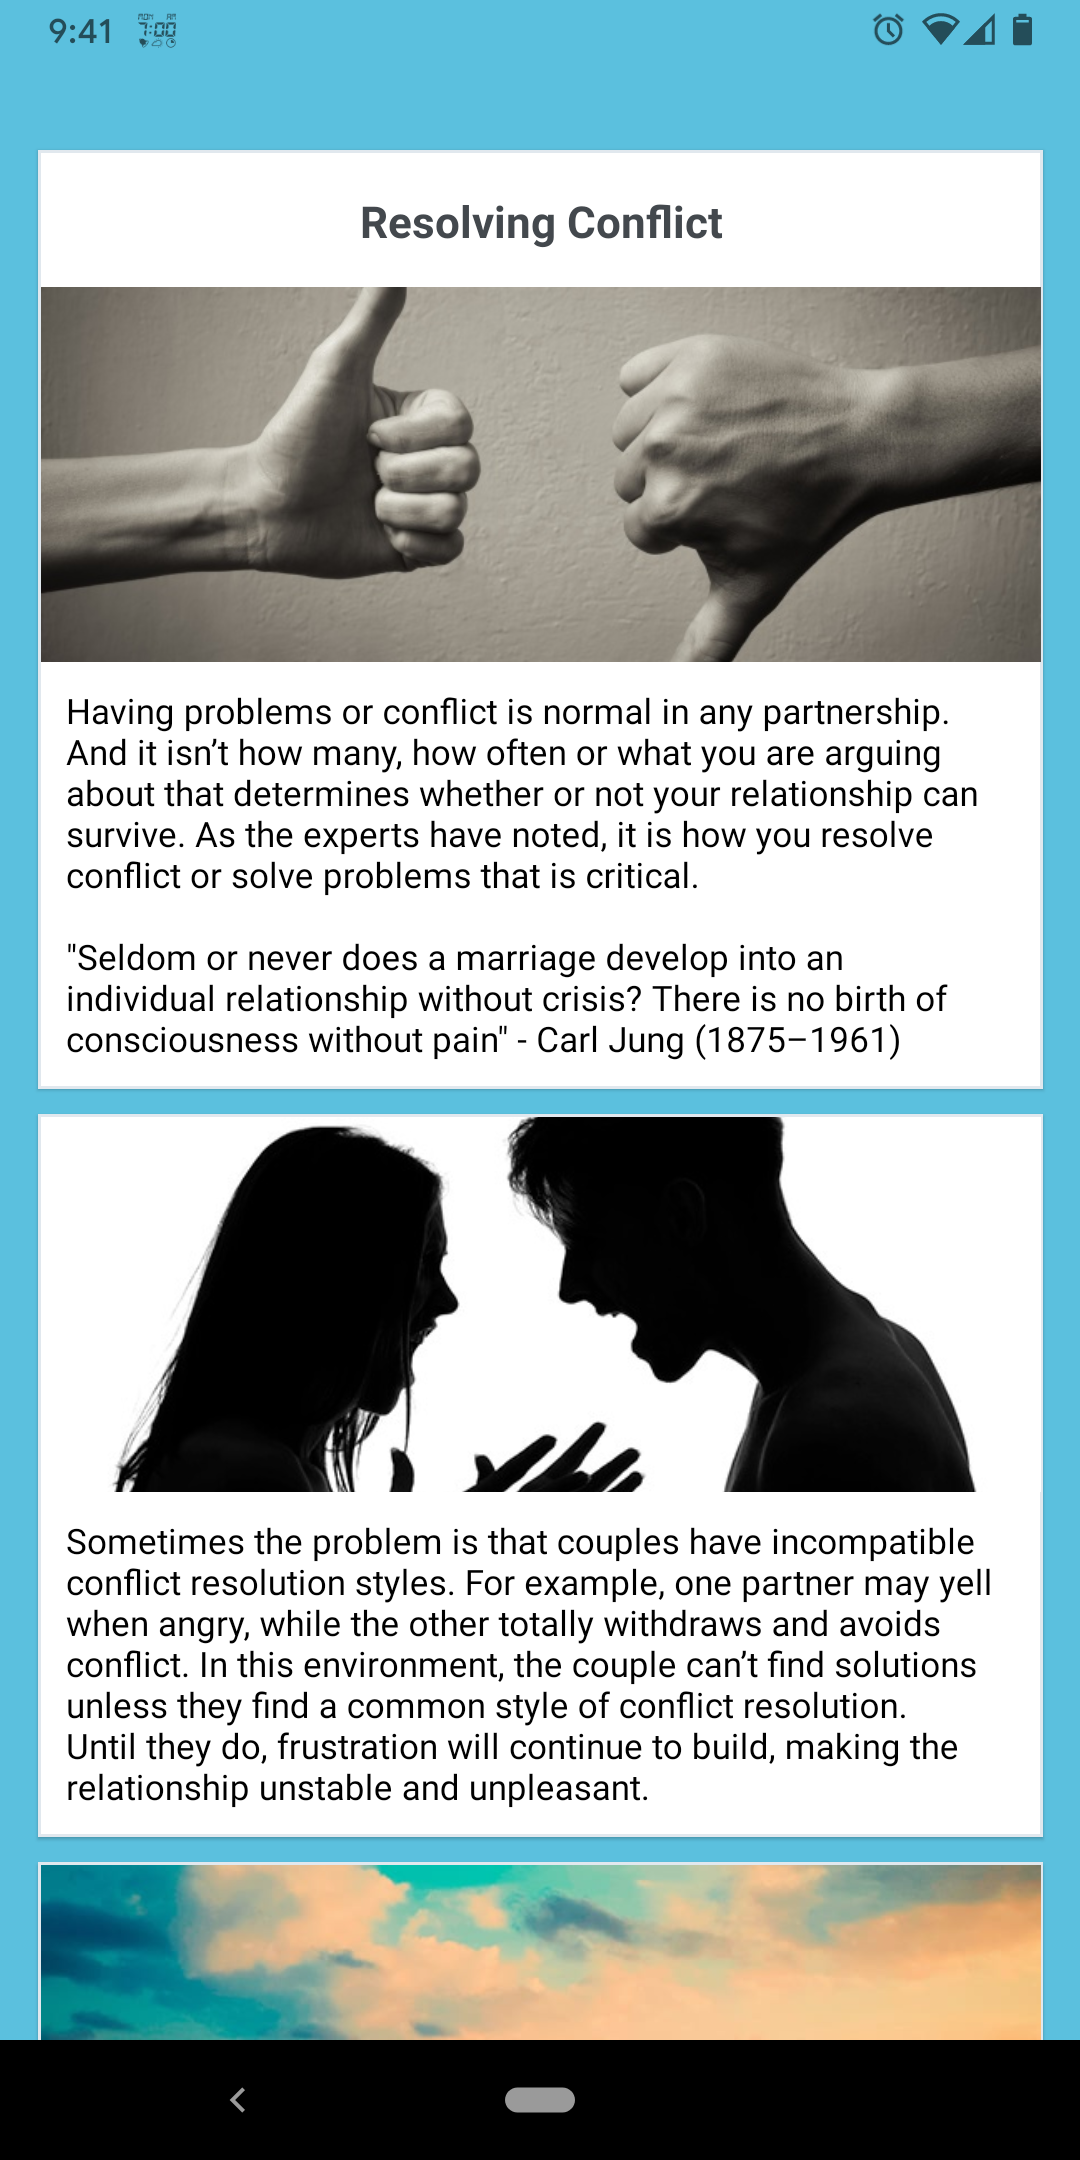 9:41
MON AM
7:00
Resolving Conflict
Having problems or conflict is normal in any partnership.
And it isn’t how many, how often or what you are arguing
about that determines whether or not your relationship can
survive. As the experts have noted, it is how you resolve
conflict or solve problems that is critical.
"Seldom or never does a marriage develop into an
individual relationship without crisis? There is no birth of
consciousness without pain" - Carl Jung (1875–1961)
Sometimes the problem is that couples have incompatible
conflict resolution styles. For example, one partner may yell
when angry, while the other totally withdraws and avoids
conflict. In this environment, the couple can’t find solutions
unless they find a common style of conflict resolution.
Until they do, frustration will continue to build, making the
relationship unstable and unpleasant.